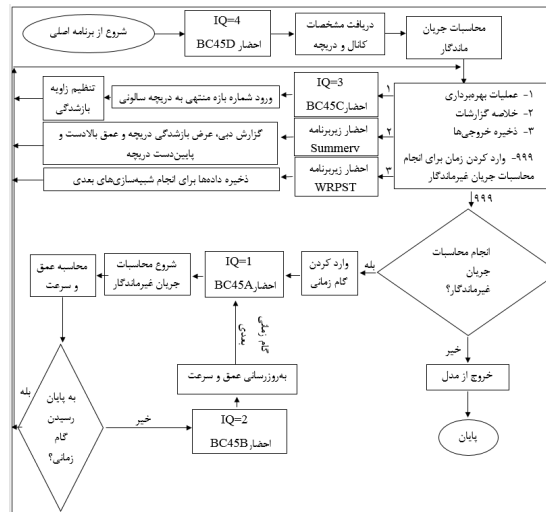 شروع از برنامه اصلی
IQ=4
احضار BC45D
دریافت مشخصات
کانال و دریچه
محاسبات جریان
ماندگار
۱- عملیات بهره‌برداری
۲- خلاصه گزارشات
۳- ذخیره خروجی‌ها
۹۹۹- وارد کردن زمان برای انجام
محاسبات جریان غیرماندگار
۱
IQ=3
احضارBC45C
ورود شماره بازه منتهی به دریچه سالونی
تنظیم زاویه
بازشدگی
۲
احضار زیربرنامه
Summerv
گزارش دبی، عرض بازشدگی دریچه و عمق بالادست و
پایین‌دست دریچه
۳
احضار زیربرنامه
WRPST
ذخیره داده‌ها برای انجام شبیه‌سازی‌های بعدی
۹۹۹
انجام محاسبات
جریان
غیرماندگار؟
بله
وارد کردن
گام زمانی
IQ=1
احضارBC45A
شروع محاسبات
جریان غیرماندگار
محاسبه عمق
و سرعت
به پایان
رسیدن
گام
زمانی؟
بله
خیر
IQ=2
احضارBC45B
به‌روزرسانی عمق و سرعت
گام زمانی
بعدی
خیر
خروج از مدل
پایان